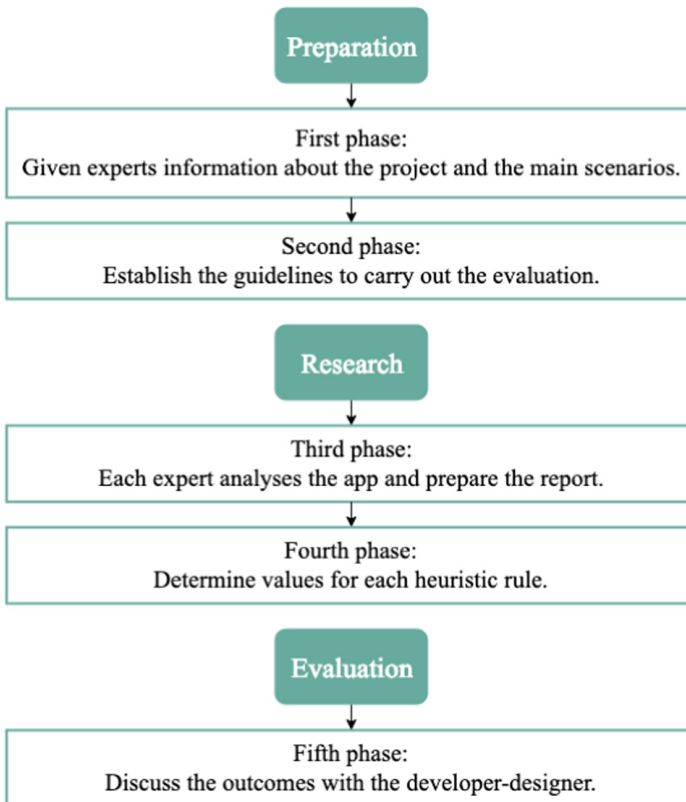 Preparation
First phase:
Given experts information about the project and the main scenarios.
Second phase:
Establish the guidelines to carry out the evaluation.
Research
Third phase:
Each expert analyses the app and prepare the report.
Fourth phase:
Determine values for each heuristic rule.
Evaluation
Fifth phase:
Discuss the outcomes with the developer-designer.